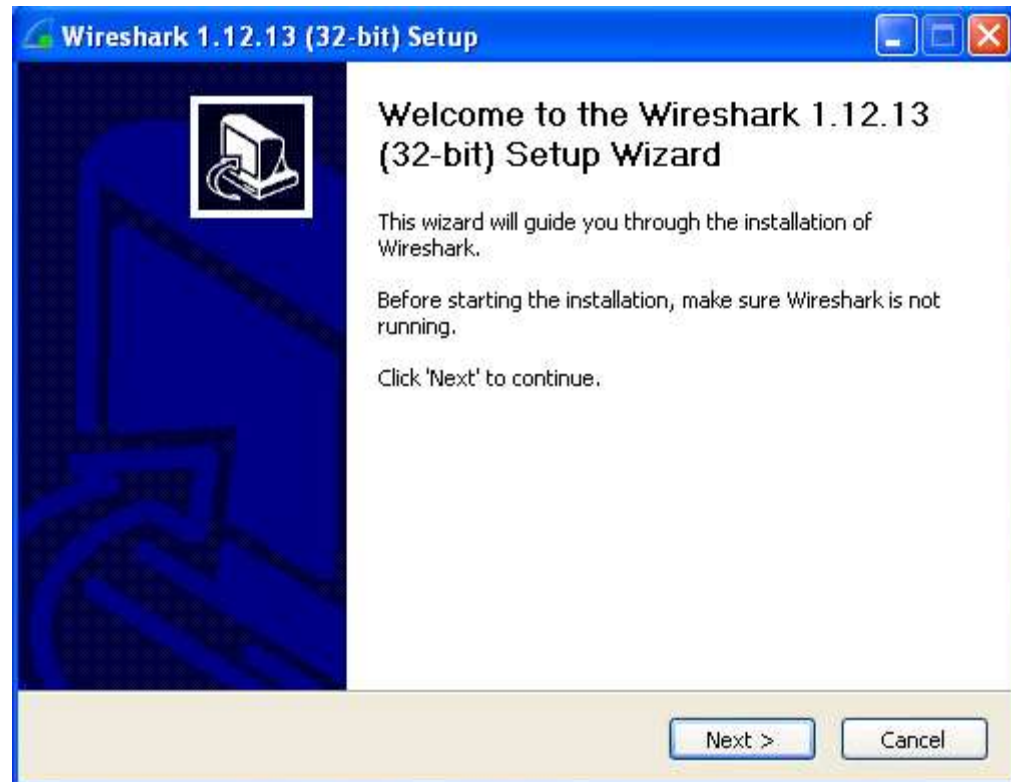 Wireshark 1.12.13 (32-bit) Setup
Welcome to the Wireshark 1.12.13
(32-bit) Setup Wizard
This wizard will guide you through the installation of
Wireshark.
Before starting the installation, make sure Wireshark is not
running.
Click 'Next' to continue.
Next >
Cancel